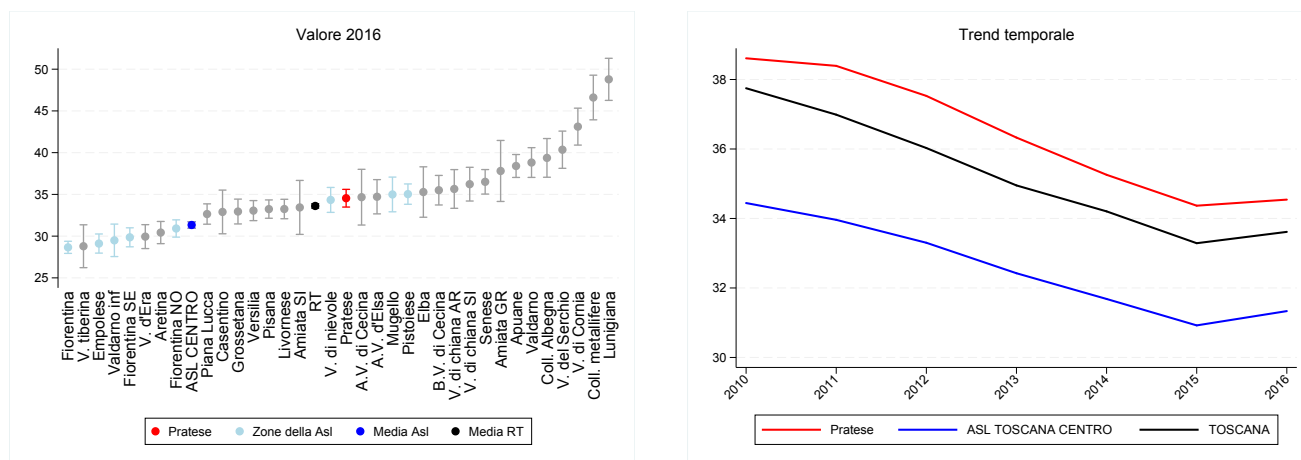 Valore 2016
50
45
40
35
30
25
Fiorentina
V. tiberina
Empolese
Valdarno inf
Fiorentina SE
V. d'Era
Aretina
Fiorentina NO
ASL CENTRO
Piana Lucca
Casentino
Grossetana
Versilia
Pisana
Livornese
Amiata SI
RT
V. di nievole
Pratese
A.V. di Cecina
A.V. d'Elsa
Mugello
Pistoiese
Elba
B.V. di Cecina
V. di chiana AR
V. di chiana SI
Senese
Amiata GR
Apuane
Valdarno
Coll. Albegna
V. del Serchio
V. di Cornia
Coll. metallifere
Lunigiana
Pratese Zone della Asl Media Asl Media RT
Trend temporale
38
36
34
32
30
2010 2011 2012 2013 2014 2015 2016
Pratese ASL TOSCANA CENTRO TOSCANA